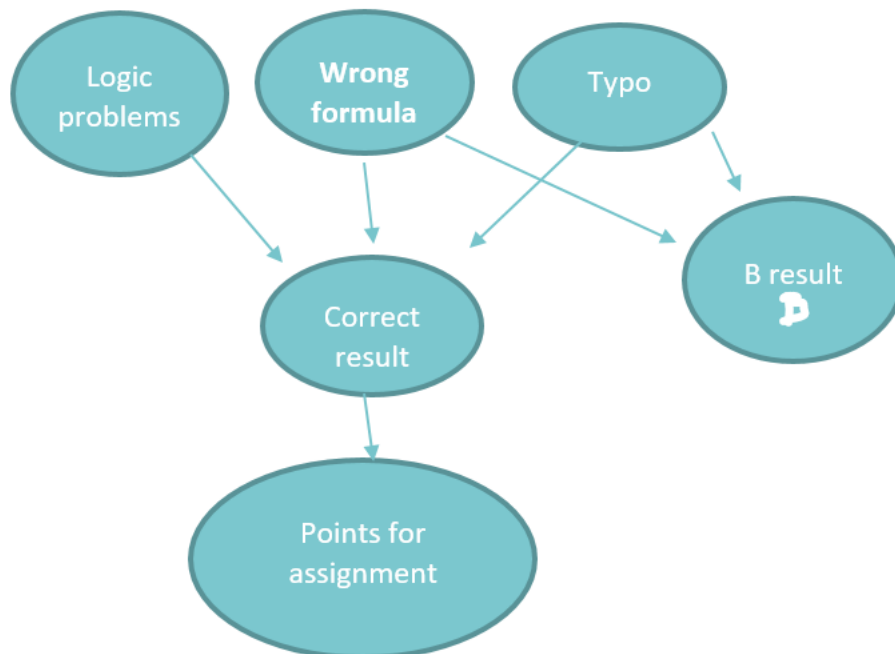 Logic
problems
Wrong
formula
Typo
B result
D
Correct
result
Points for
assignment